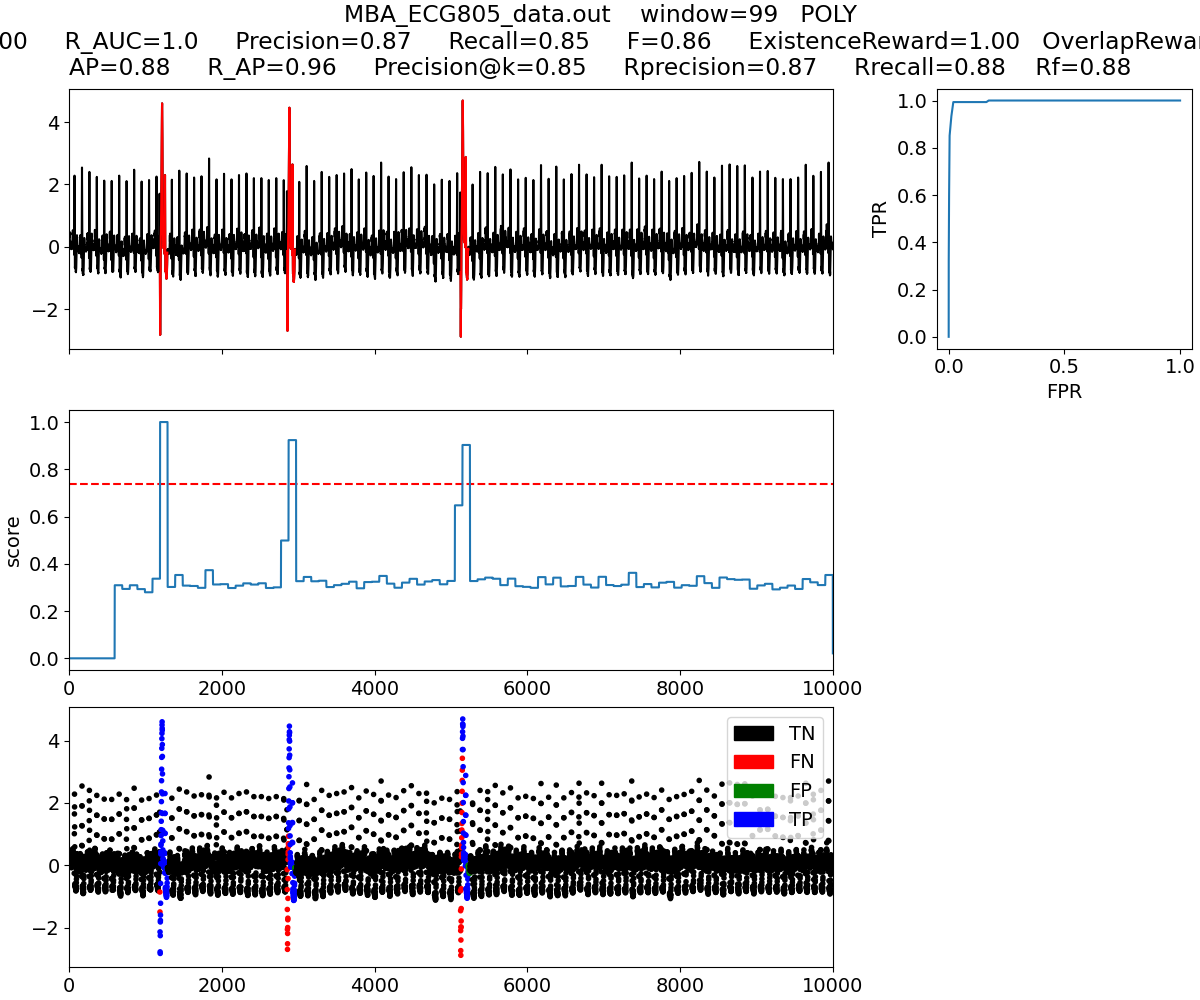 MBA_ECG805_data.out window=99 POLY
00 R_AUC=1.0 Precision=0.87 Recall=0.85 F=0.86 ExistenceReward=1.00 OverlapRewar
AP=0.88 R_AP=0.96 Precision@k=0.85 Rprecision=0.87 Rrecall=0.88 Rf=0.88
4
2
0
−2
1.0
0.8
0.6
0.4
0.2
0.0
TPR
0.0 0.5 1.0
FPR
1.0
0.8
0.6
0.4
0.2
0.0
score
0 2000 4000 6000 8000 10000
4
2
0
−2
TN
FN
FP
TP
0 2000 4000 6000 8000 10000